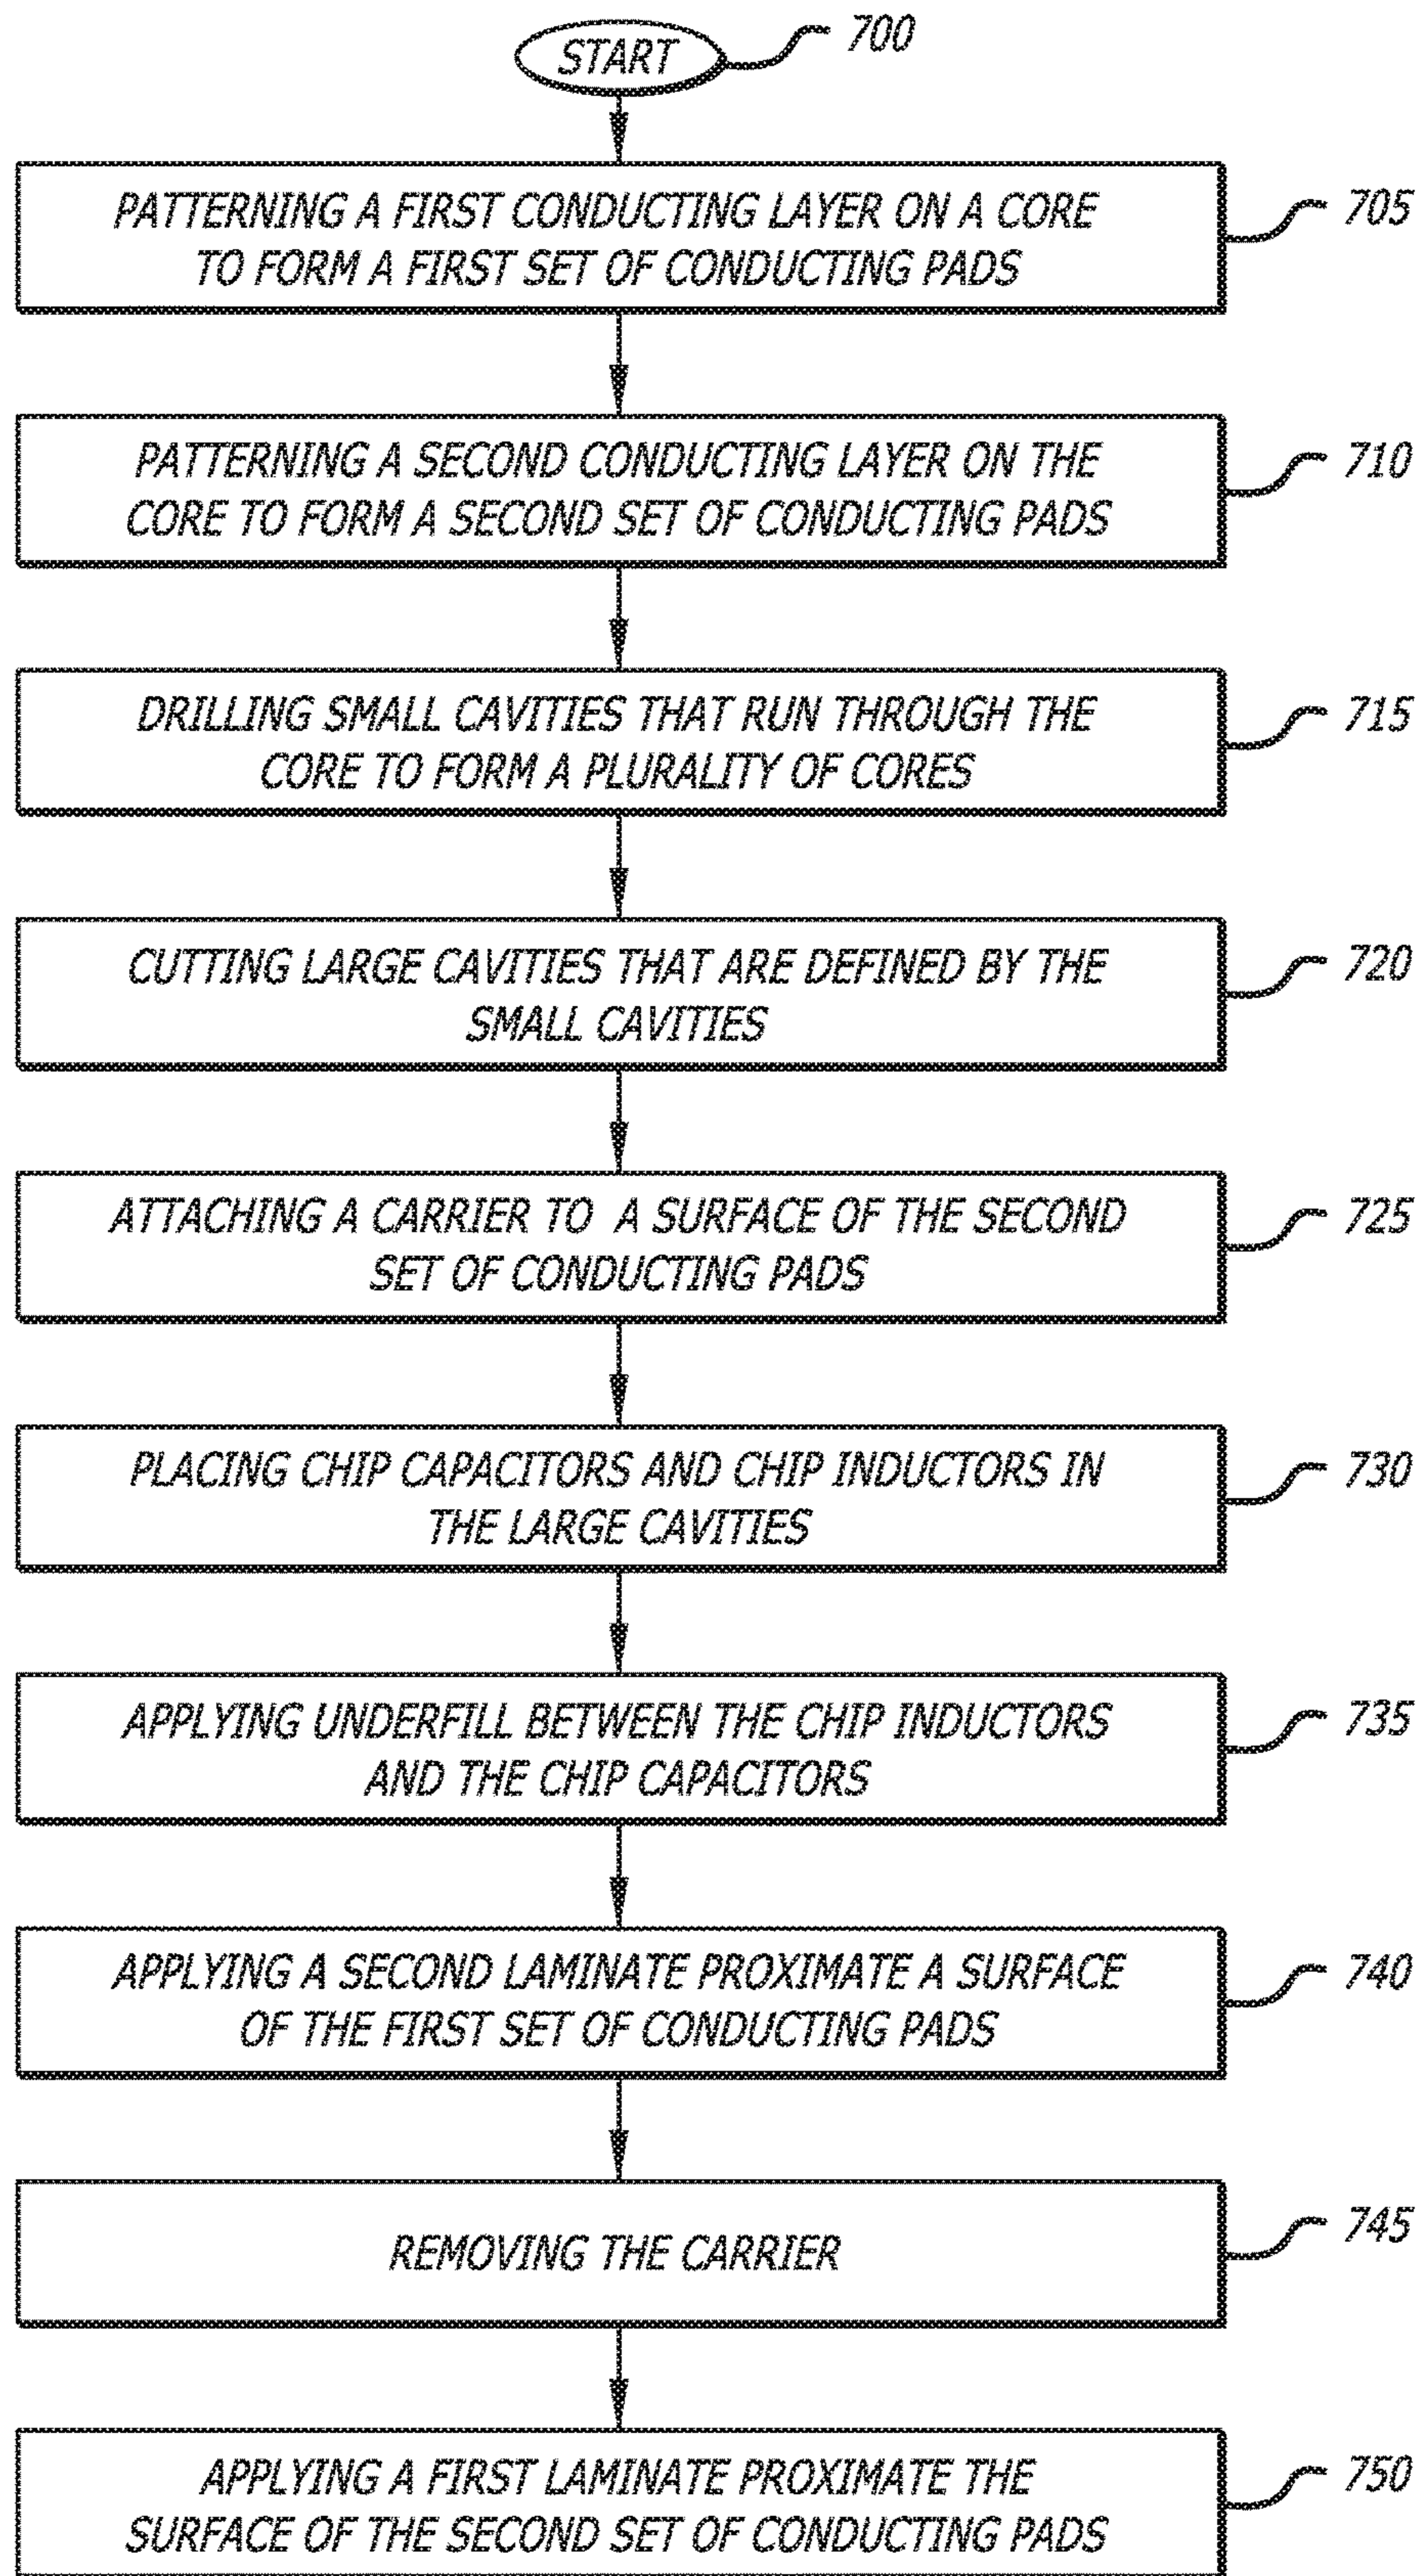 START
700
PATTERNING A FIRST CONDUCTING LAYER ON A CORE
TO FORM A FIRST SET OF CONDUCTING PADS
705
PATTERNING A SECOND CONDUCTING LAYER ON THE
CORE TO FORM A SECOND SET OF CONDUCTING PADS
710
DRILLING SMALL CAVITIES THAT RUN THROUGH THE
CORE TO FORM A PLURALITY OF CORES
715
CUTTING LARGE CAVITIES THAT ARE DEFINED BY THE
SMALL CAVITIES
720
ATTACHING A CARRIER TO A SURFACE OF THE SECOND
SET OF CONDUCTING PADS
725
PLACING CHIP CAPACITORS AND CHIP INDUCTORS IN
THE LARGE CAVITIES
730
APPLYING UNDERFILL BETWEEN THE CHIP INDUCTORS
AND THE CHIP CAPACITORS
735
APPLYING A SECOND LAMINATE PROXIMATE A SURFACE
OF THE FIRST SET OF CONDUCTING PADS
740
REMOVING THE CARRIER
745
APPLYING A FIRST LAMINATE PROXIMATE THE
SURFACE OF THE SECOND SET OF CONDUCTING PADS
750